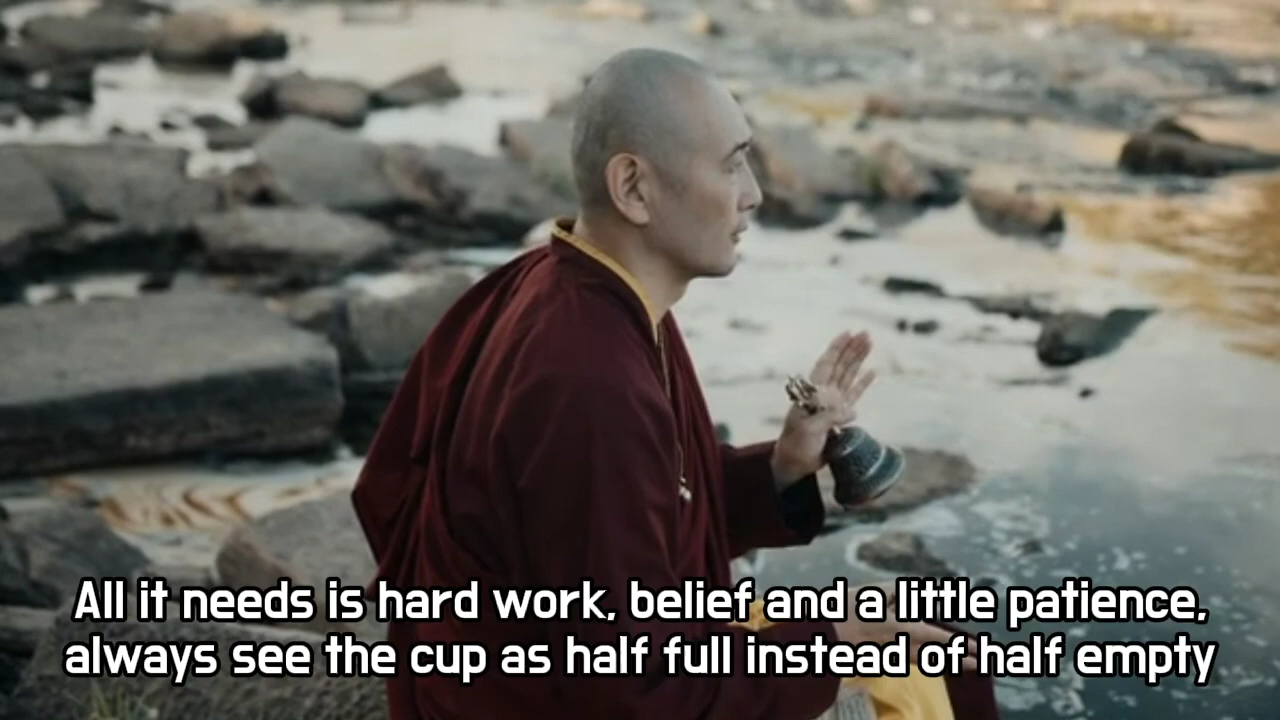 All it needs is hard work, belief and a little patience,
always see the cup as half full instead of half empty